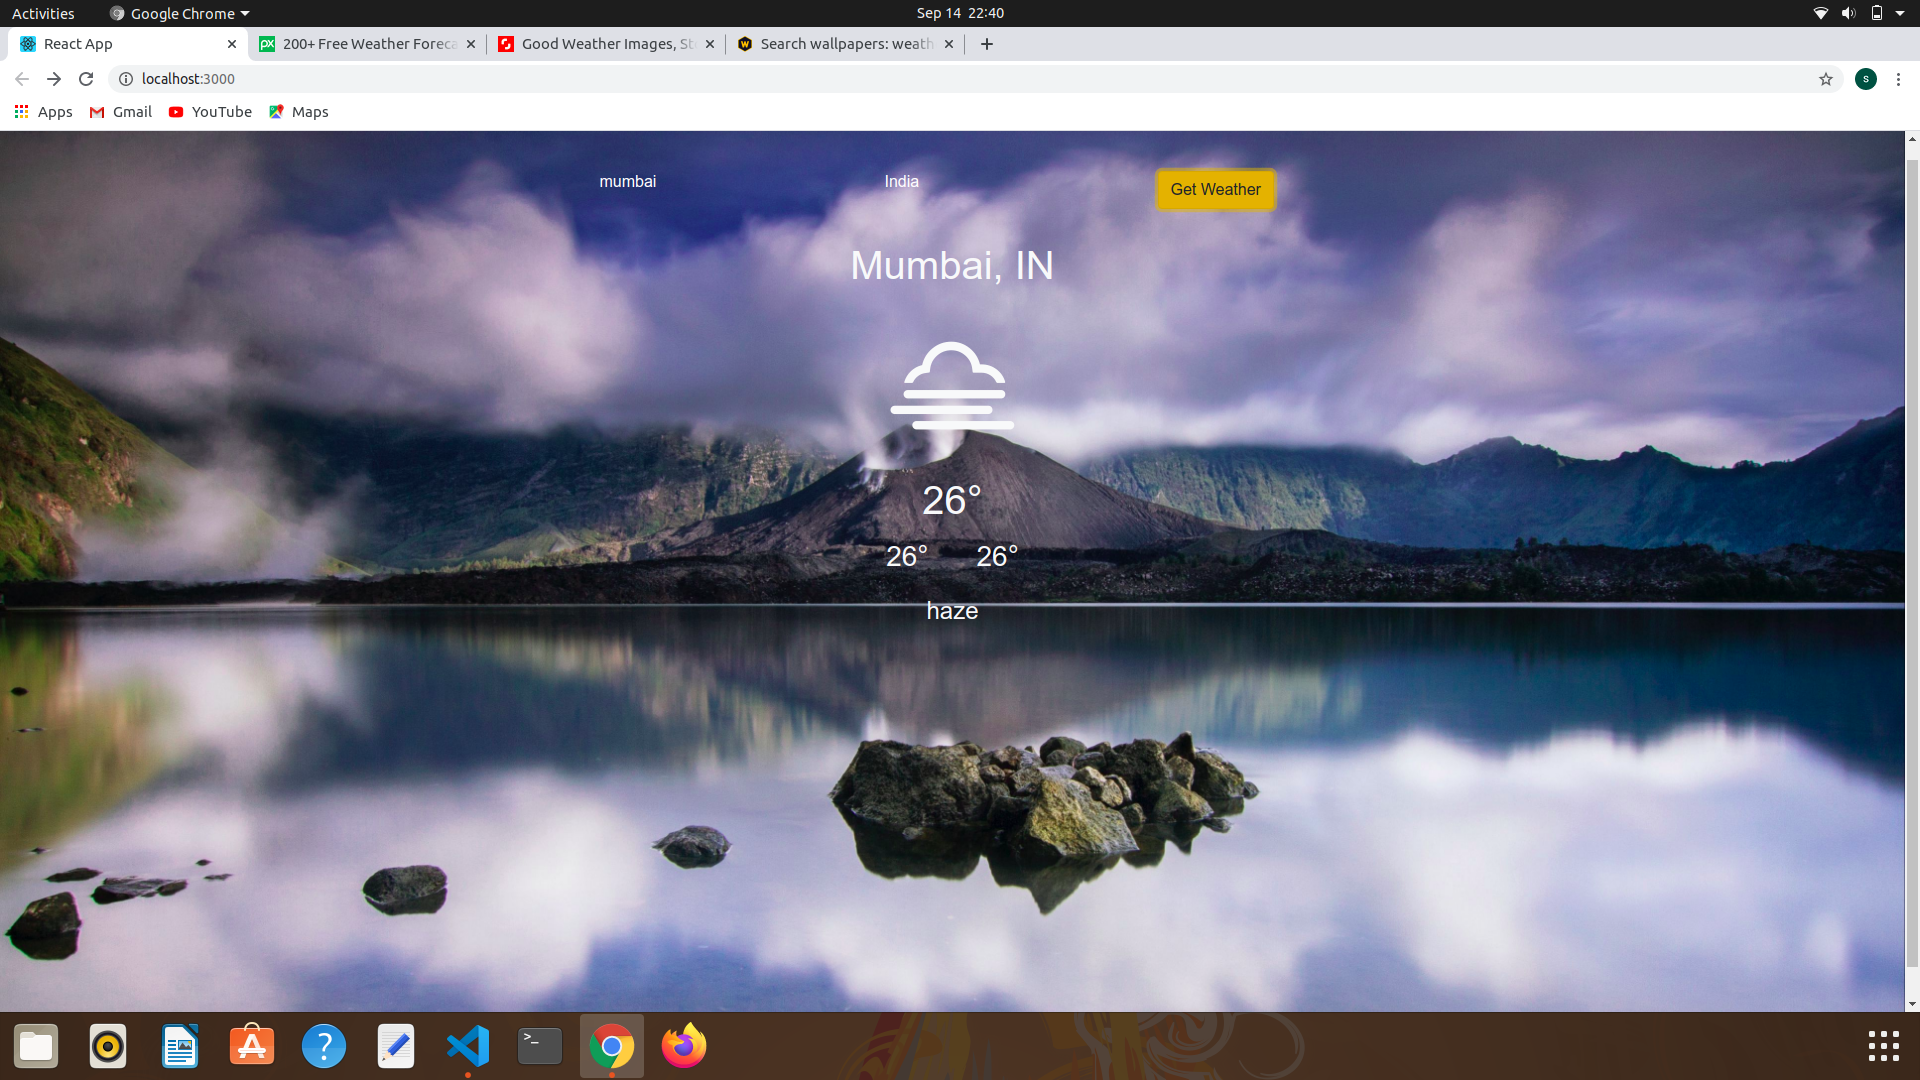 Activities Google Chrome Sep 14 22:40
React App 200+ Free Weather Foreca Good Weather Images, St Search wallpapers: weath
localhost:3000 s
Apps Gmail YouTube Maps
mumbai India Get Weather
Mumbai, IN
26°
26° 26°
haze